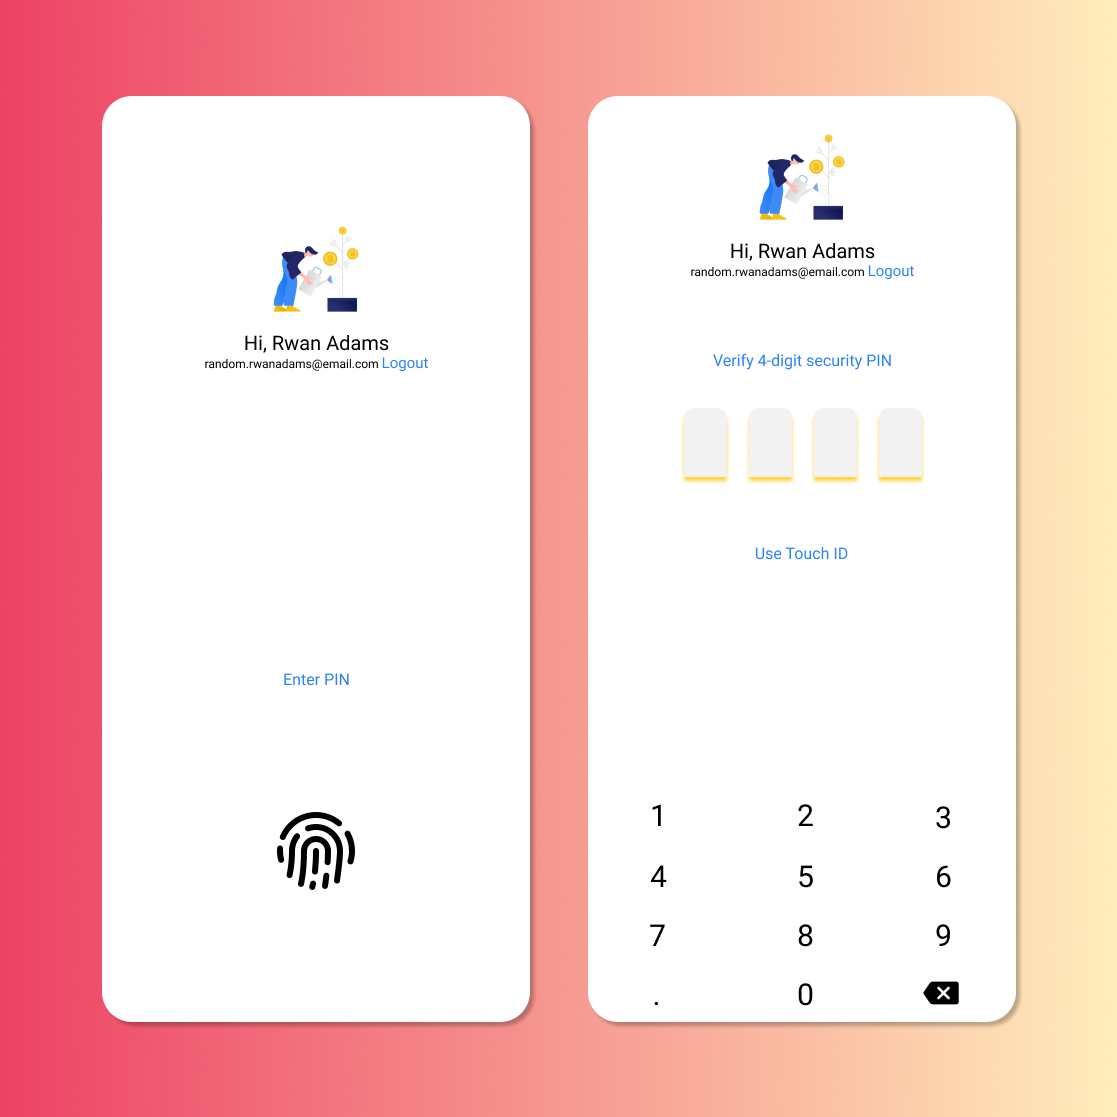 Hi, Rwan Adams
random.rwanadams@email.com Logout
Enter PIN
Hi, Rwan Adams
random.rwanadams@email.com Logout
Verify 4-digit security PIN
Use Touch ID
1 2 3
4 5 6
7 8 9
. 0